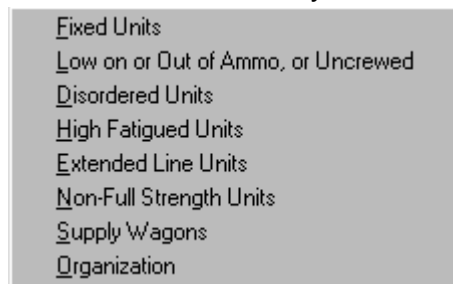 Fixed Units
Low on or Out of Ammo, or Uncrewed
Disordered Units
High Fatigued Units
Extended Line Units
Non-Full Strength Units
Supply Wagons
Organization